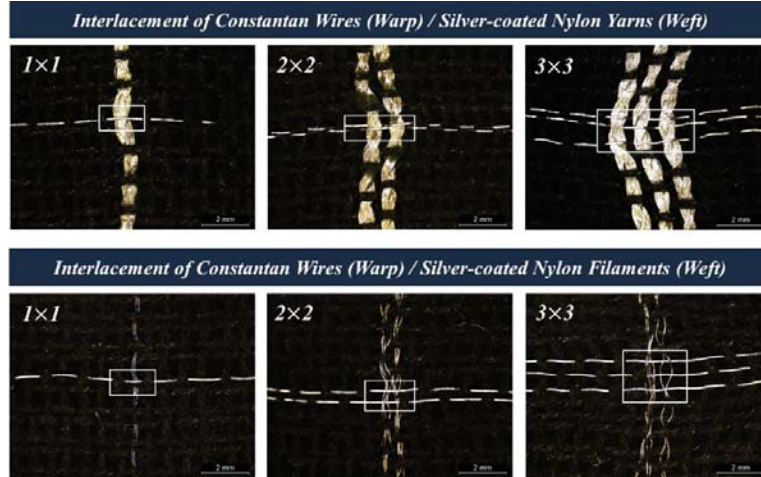 Interlacement of Constantan Wires (Warp) / Silver-coated Nylon Yarns (Weft)
1×1
2×2
3×3
2 mm
2 mm
2 mm
Interlacement of Constantan Wires (Warp) / Silver-coated Nylon Filaments (Weft)
1×1
2×2
3×3
2 mm
2 mm
2 mm